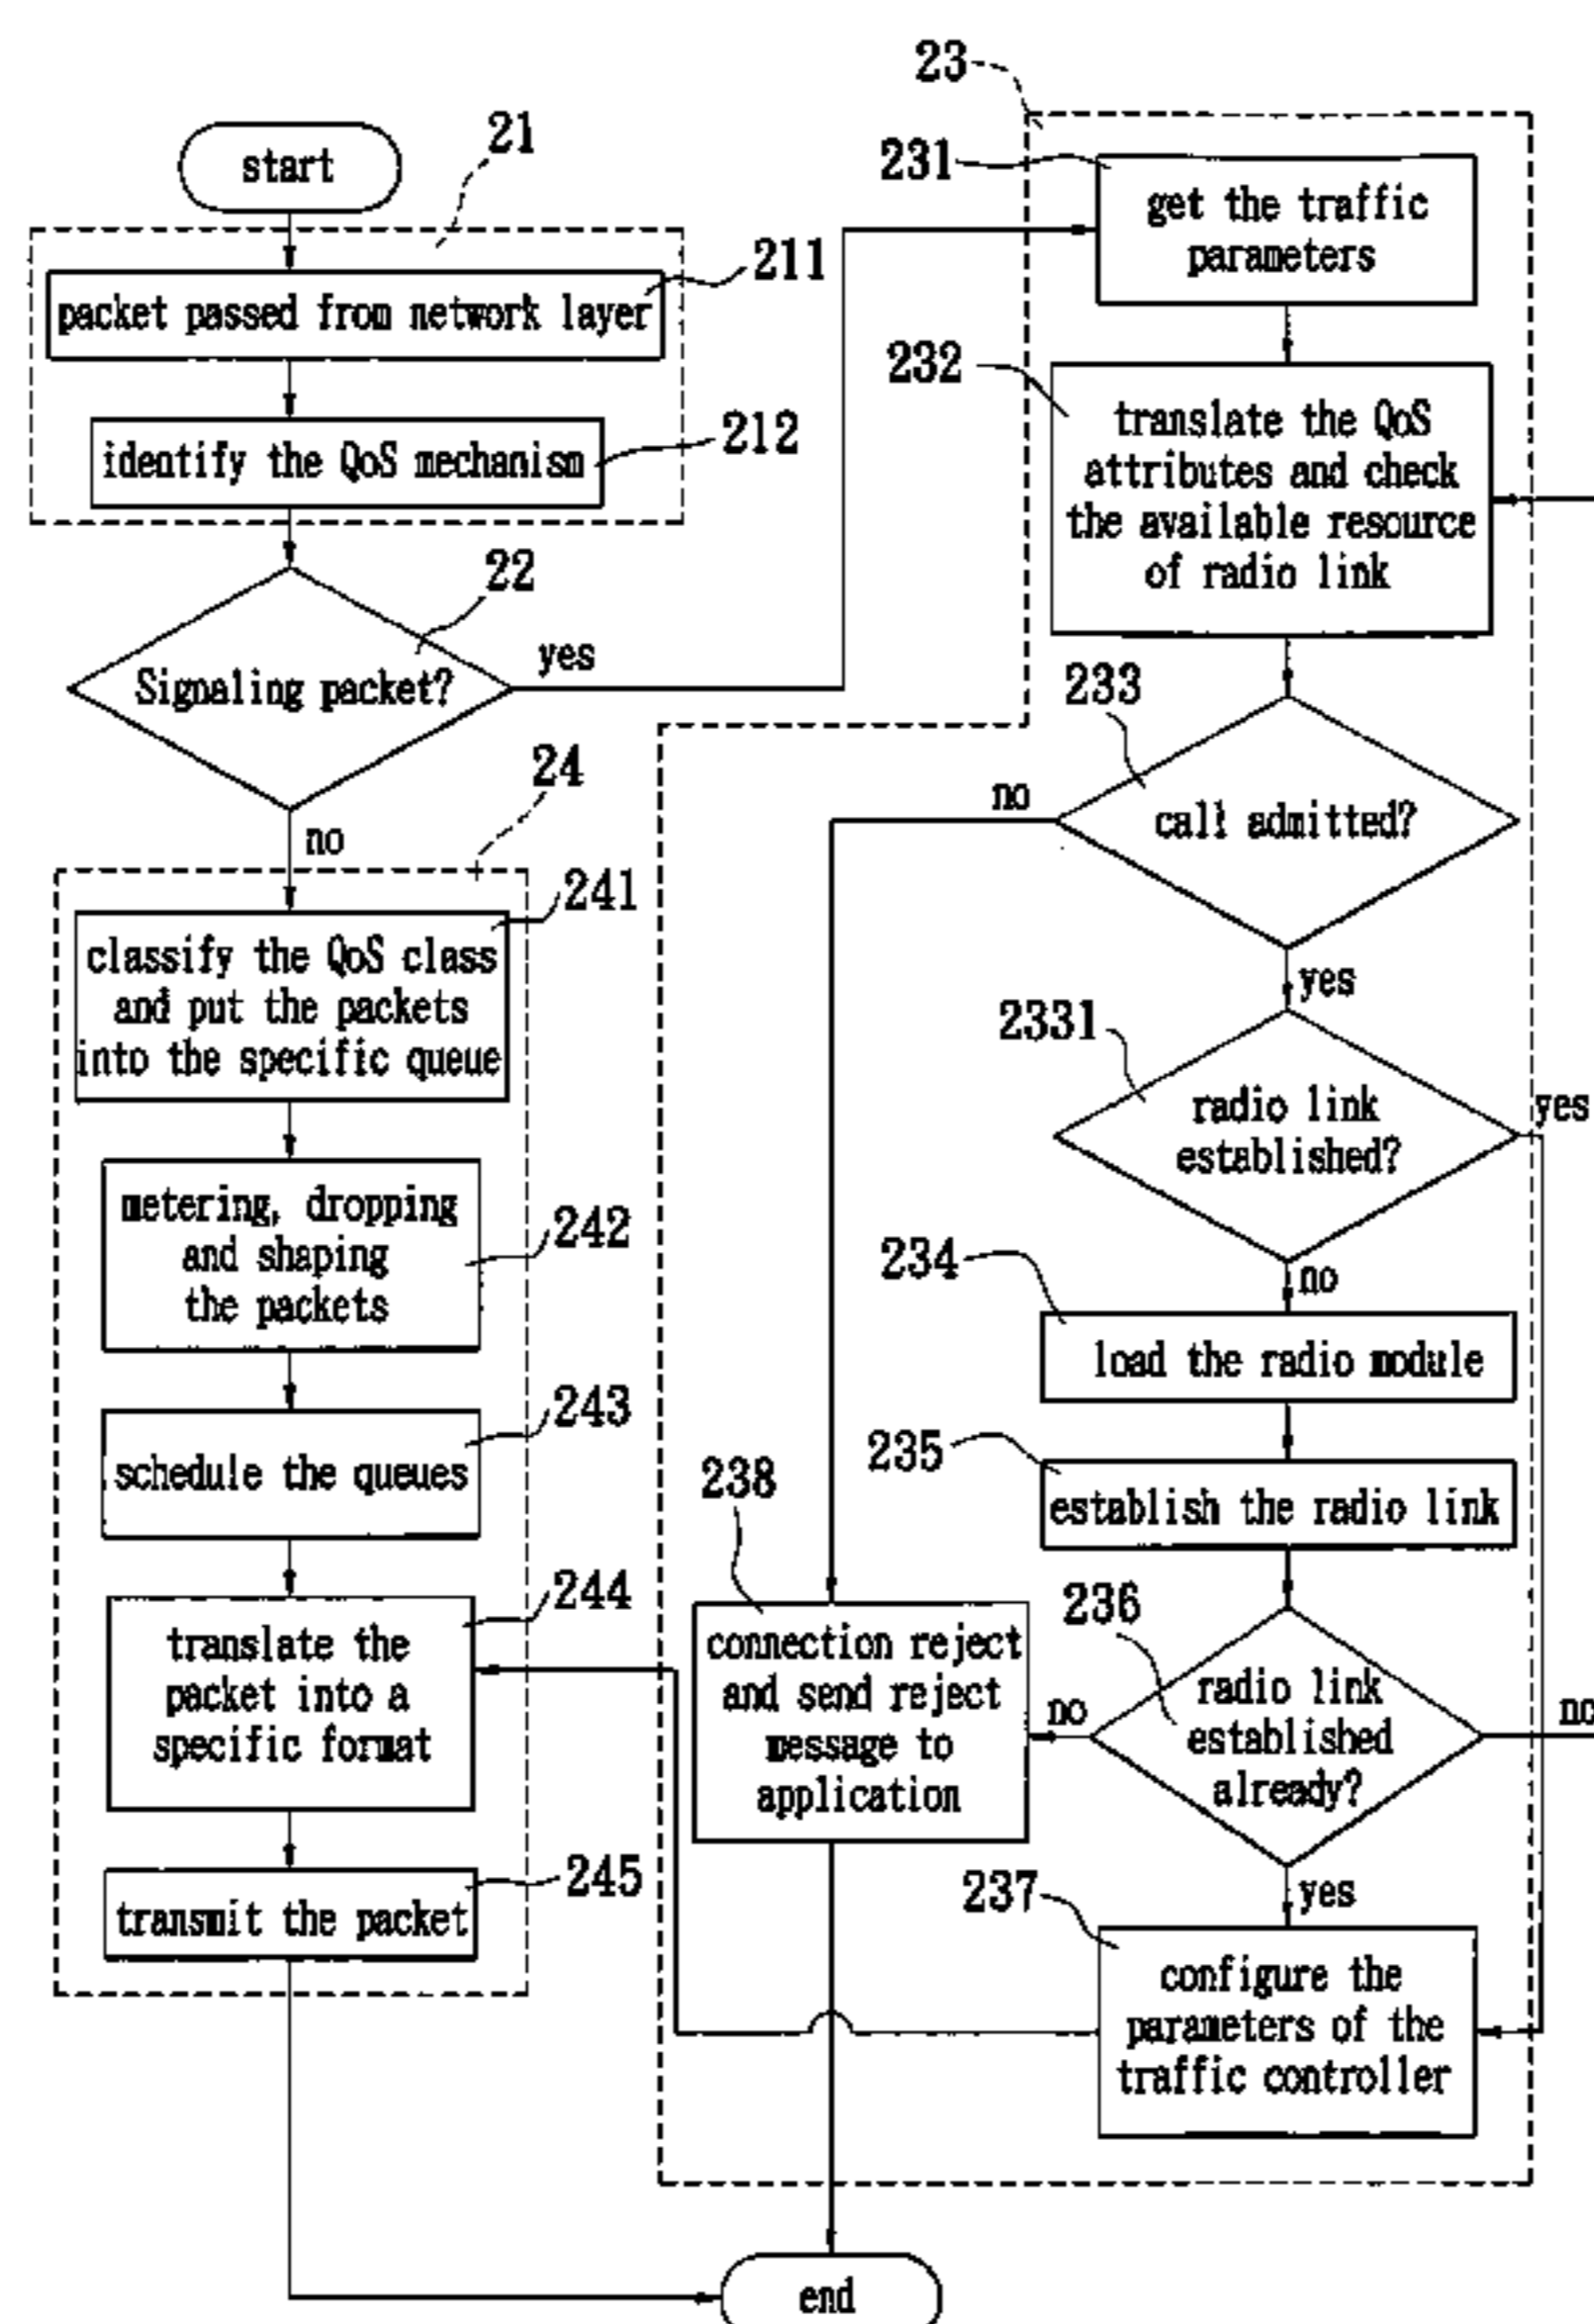 start
21
211
packet passed from network layer
212
identify the QoS mechanism
22
Signaling packet?
yes
no
24
241
classify the QoS class
and put the packets
into the specific queue
242
metering, dropping
and shaping
the packets
243
schedule the queues
244
translate the
packet into a
specific format
245
transmit the packet
23
231
get the traffic
parameters
232
translate the QoS
attributes and check
the available resource
of radio link
233
call admitted?
no
yes
2331
radio link
established?
yes
no
234
load the radio module
235
establish the radio link
236
radio link
established
already?
no
no
yes
238
connection reject
and send reject
message to
application
237
configure the
parameters of the
traffic controller
end